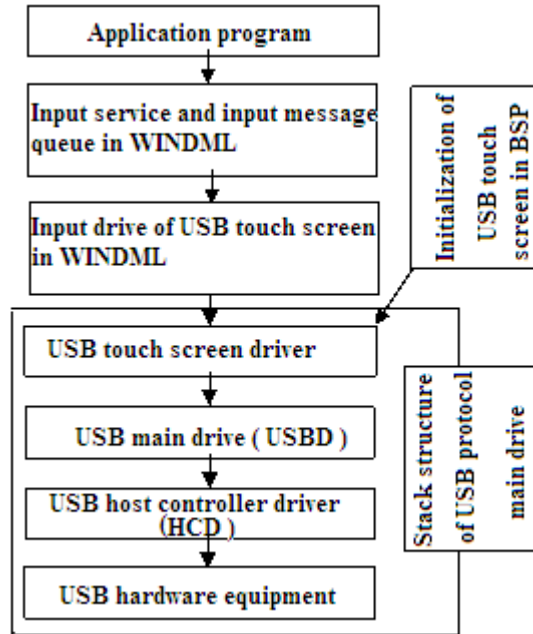 Application program
Input service and input message
queue in WINDML
Input drive of USB touch screen
in WINDML
Initialization of
USB touch
screen in BSP
USB touch screen driver
USB main drive ( USBD )
USB host controller driver
(HCD )
USB hardware equipment
Stack structure
of USB protocol
main drive